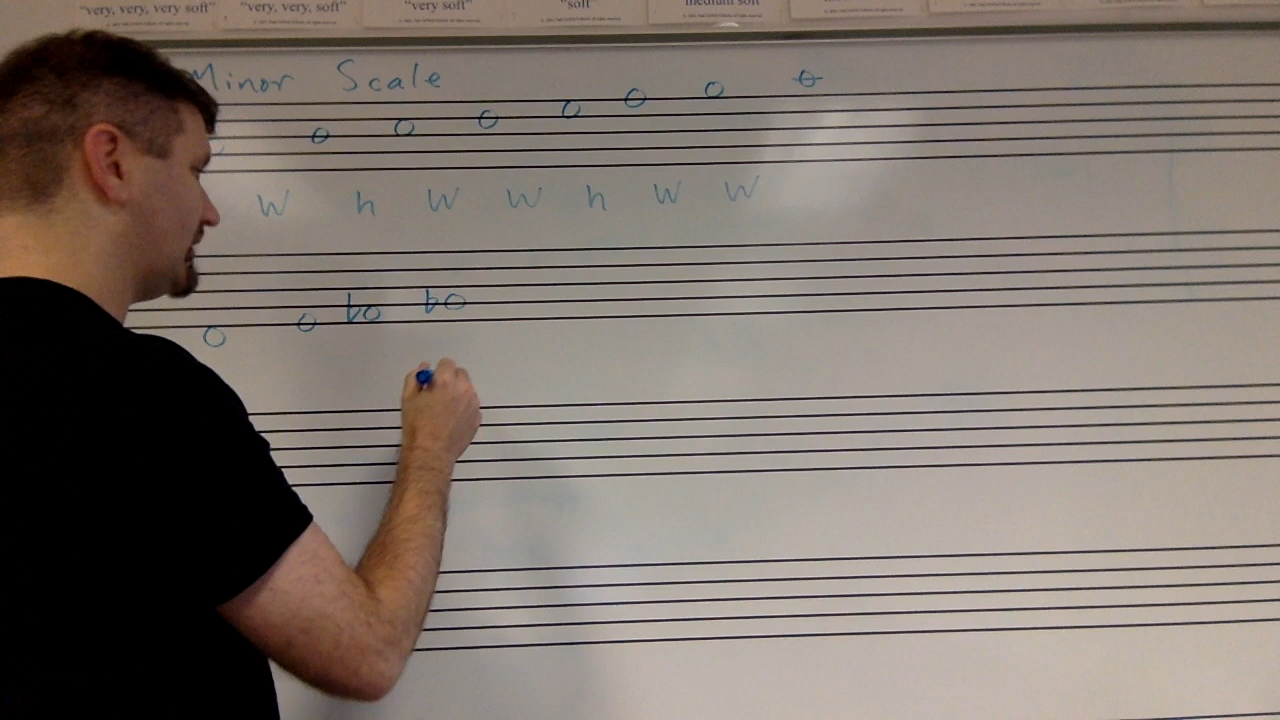 "very, very, very soft" "very, very soft" "very soft" "soft" medium soft
Minor Scale
W h W W h W W